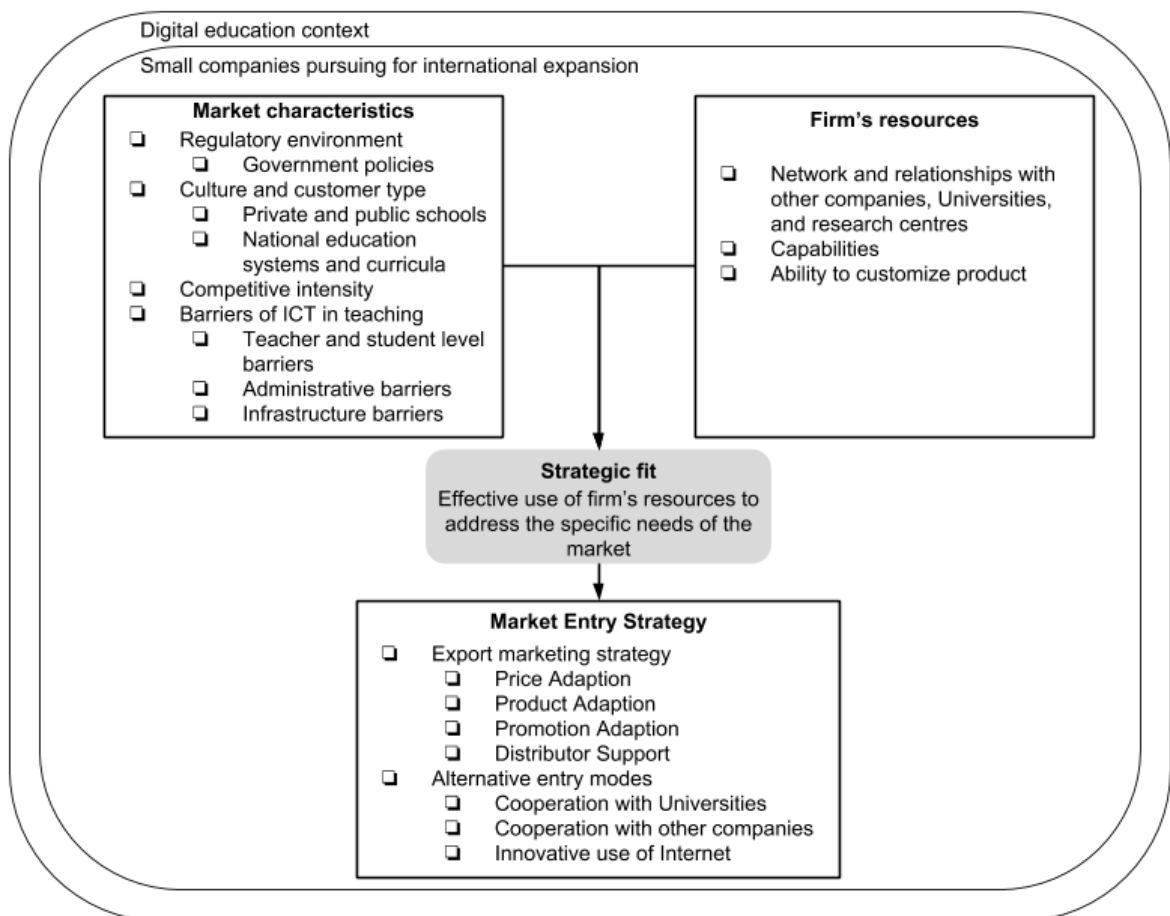 Digital education context
Small companies pursuing for international expansion
Market characteristics
❏ Regulatory environment
❏ Government policies
❏ Culture and customer type
❏ Private and public schools
❏ National education
systems and curricula
❏ Competitive intensity
❏ Barriers of ICT in teaching
❏ Teacher and student level
barriers
❏ Administrative barriers
❏ Infrastructure barriers
Firm's resources
❏ Network and relationships with
other companies, Universities,
and research centres
❏ Capabilities
❏ Ability to customize product
Strategic fit
Effective use of firm's resources to
address the specific needs of the
market
Market Entry Strategy
❏ Export marketing strategy
❏ Price Adaption
❏ Product Adaption
❏ Promotion Adaption
❏ Distributor Support
❏ Alternative entry modes
❏ Cooperation with Universities
❏ Cooperation with other companies
❏ Innovative use of Internet